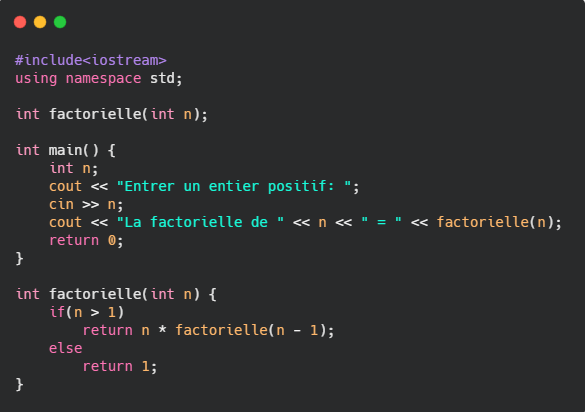 #include<iostream>
using namespace std;

int factorielle(int n);

int main() {
    int n;
    cout << "Entrer un entier positif: ";
    cin >> n;
    cout << "La factorielle de " << n << " = " << factorielle(n);
    return 0;
}

int factorielle(int n) {
    if(n > 1)
        return n * factorielle(n - 1);
    else
        return 1;
}